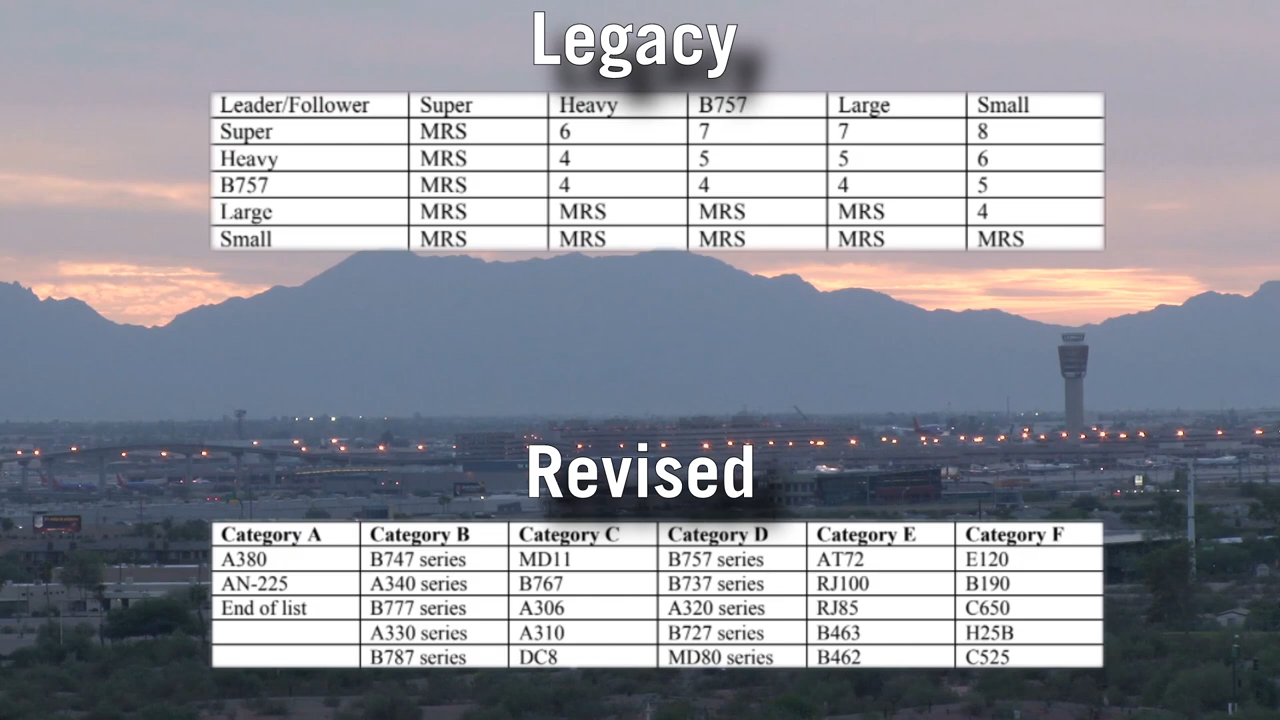 Legacy
Leader/Follower Super Heavy B757 Large Small
Super MRS 6 7 7 8
Heavy MRS 4 5 5 6
B757 MRS 4 4 4 5
Large MRS MRS MRS MRS 4
Small MRS MRS MRS MRS MRS
Revised
Category A Category B Category C Category D Category E Category F
A380 B747 series MD11 B757 series AT72 E120
AN-225 A340 series B767 B737 series RJ100 B190
End of list B777 series A306 A320 series RJ85 C650
A330 series A310 B727 series B463 H25B
B787 series DC8 MD80 series B462 C525